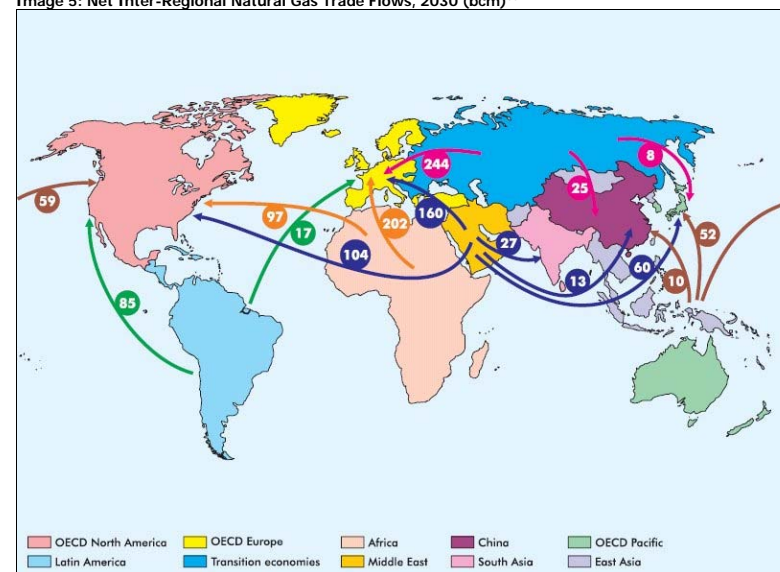 Image 5: Net Inter-Regional Natural Gas Trade Flows, 2030 (bcm)
244
8
25
59
97
17
160
202
27
104
52
60
13
10
85
OECD North America
OECD Europe
Africa
China
OECD Pacific
Latin America
Transition economies
Middle East
South Asia
East Asia